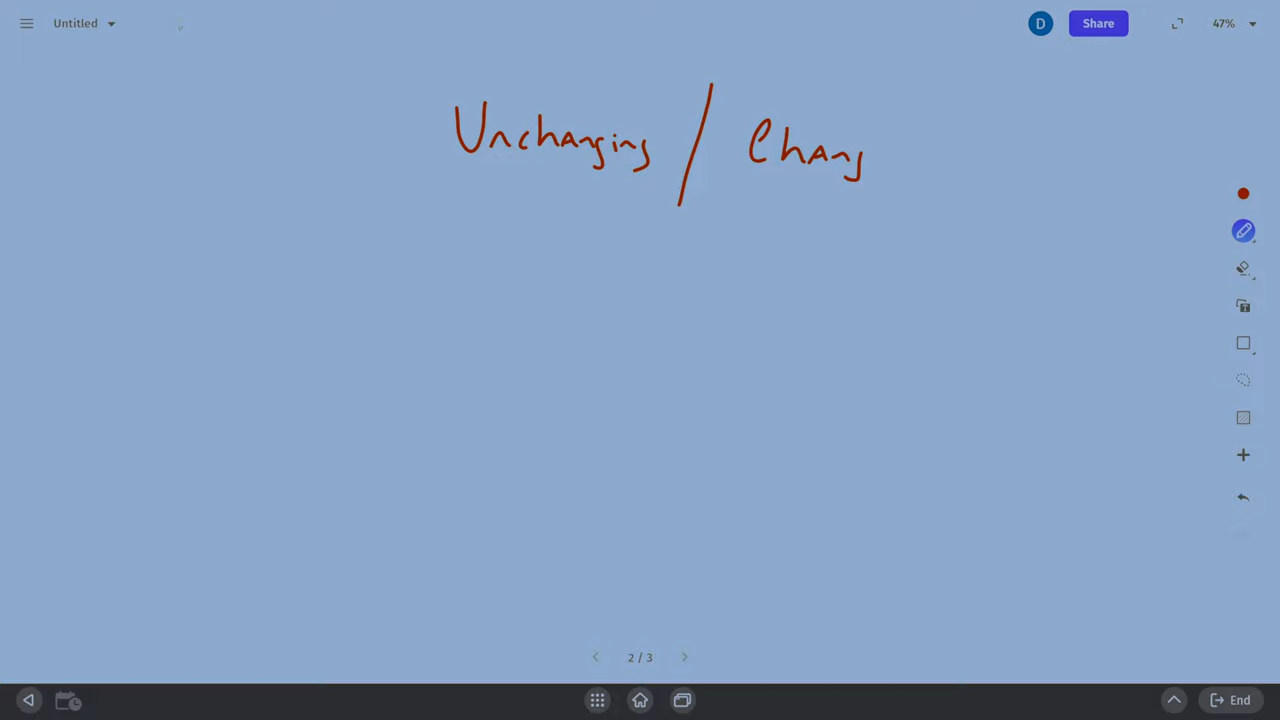 Untitled
D
Share
47%
Unchanging / Chang
2 / 3
End